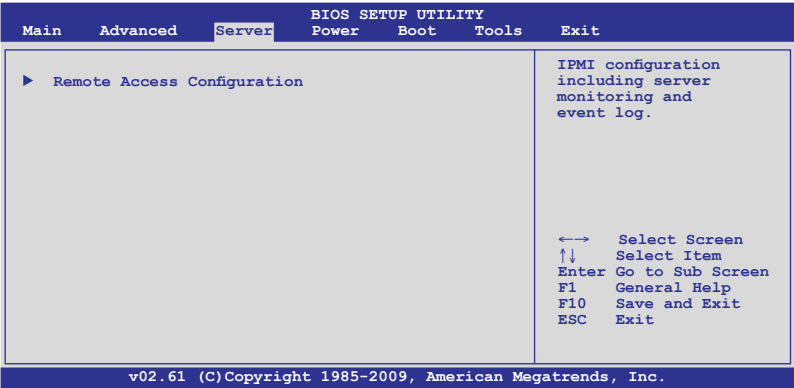 BIOS SETUP UTILITY
Main Advanced Server Power Boot Tools Exit
Remote Access Configuration
IPMI configuration
including server
monitoring and
event log.
←→ Select Screen
↑↓ Select Item
Enter Go to Sub Screen
F1 General Help
F10 Save and Exit
ESC Exit
v02.61 (C)Copyright 1985-2009, American Megatrends, Inc.